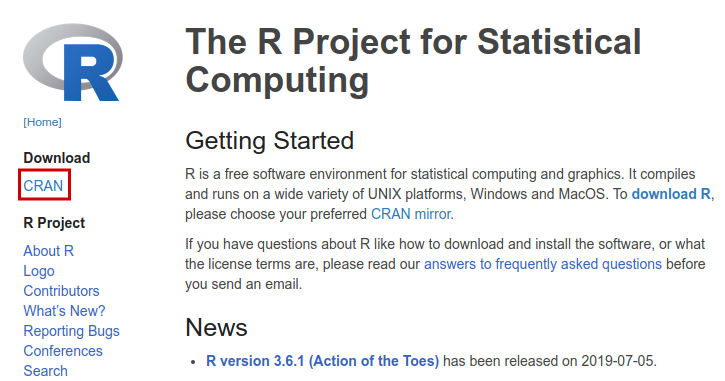 R
[Home]
Download
CRAN
R Project
About R
Logo
Contributors
What's New?
Reporting Bugs
Conferences
Search
The R Project for Statistical
Computing
Getting Started
R is a free software environment for statistical computing and graphics. It compiles
and runs on a wide variety of UNIX platforms, Windows and MacOS. To download R,
please choose your preferred CRAN mirror.
If you have questions about R like how to download and install the software, or what
the license terms are, please read our answers to frequently asked questions before
you send an email.
News
• R version 3.6.1 (Action of the Toes) has been released on 2019-07-05.